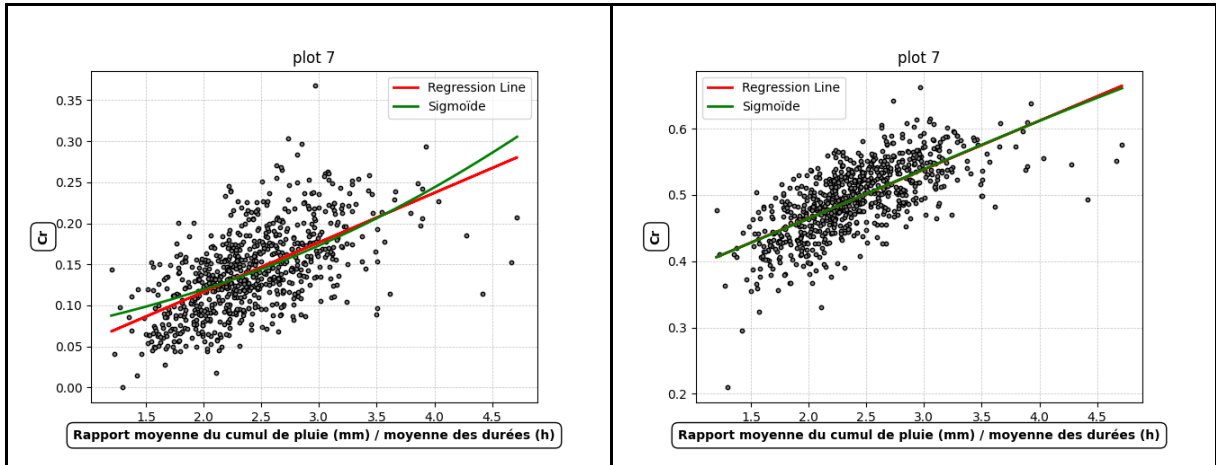 plot 7
Regression Line
Sigmoïde
0.35
0.30
0.25
0.20
0.15
0.10
0.05
0.00
Cr
1.5 2.0 2.5 3.0 3.5 4.0 4.5
Rapport moyenne du cumul de pluie (mm) / moyenne des durées (h)
plot 7
Regression Line
Sigmoïde
0.6
0.5
0.4
0.3
0.2
Cr
1.5 2.0 2.5 3.0 3.5 4.0 4.5
Rapport moyenne du cumul de pluie (mm) / moyenne des durées (h)